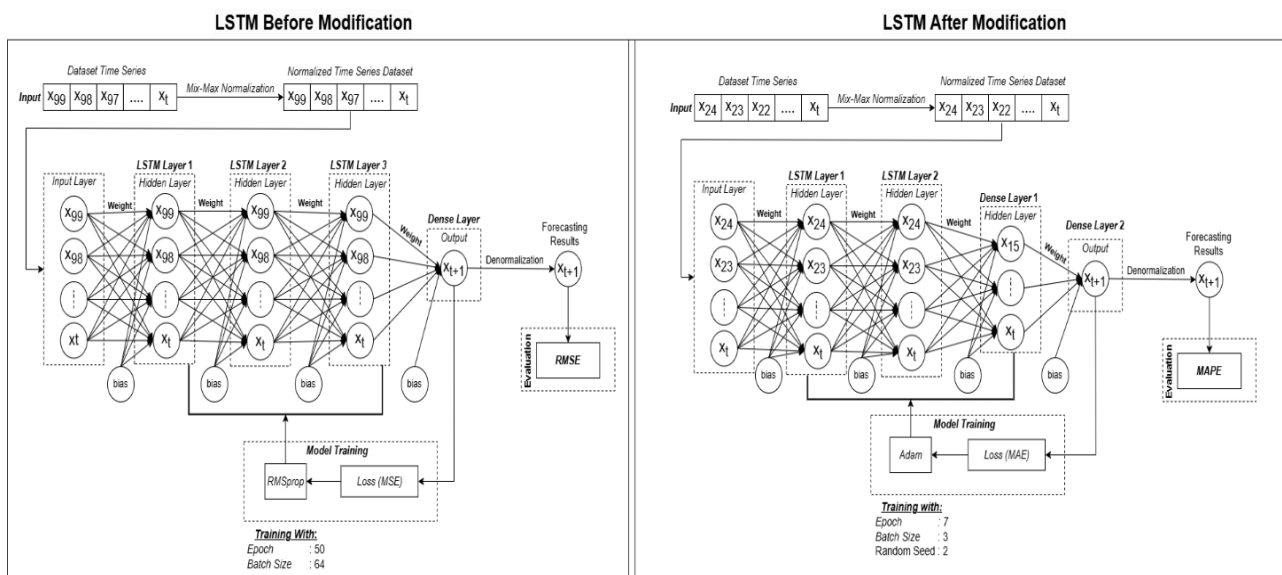 LSTM Before Modification
Dataset Time Series
Normalized Time Series Dataset
Input
x99 x98 x97 .... xt
Mix-Max Normalization
x99 x98 x97 .... xt
LSTM Layer 1
LSTM Layer 2
LSTM Layer 3
Input Layer
Hidden Layer
Hidden Layer
Hidden Layer
Weight
Weight
Weight
Weight
x99
x99
x99
x99
x98
x98
x98
x98
xt
xt
xt
xt
Dense Layer
Output
xt+1
Denormalization
Forecasting
Results
xt+1
bias
bias
bias
bias
Evaluation
RMSE
Model Training
RMSprop
Loss (MSE)
Training With:
Epoch : 50
Batch Size : 64
LSTM After Modification
Dataset Time Series
Normalized Time Series Dataset
Input
x24 x23 x22 .... xt
Mix-Max Normalization
x24 x23 x22 .... xt
LSTM Layer 1
LSTM Layer 2
Dense Layer 1
Input Layer
Hidden Layer
Hidden Layer
Hidden Layer
Weight
Weight
Weight
Weight
x24
x24
x24
x15
x23
x23
x23
xt
xt
xt
xt
Dense Layer 2
Output
xt+1
Denormalization
Forecasting
Results
xt+1
bias
bias
bias
bias
Evaluation
MAPE
Model Training
Adam
Loss (MAE)
Training with:
Epoch : 7
Batch Size : 3
Random Seed : 2